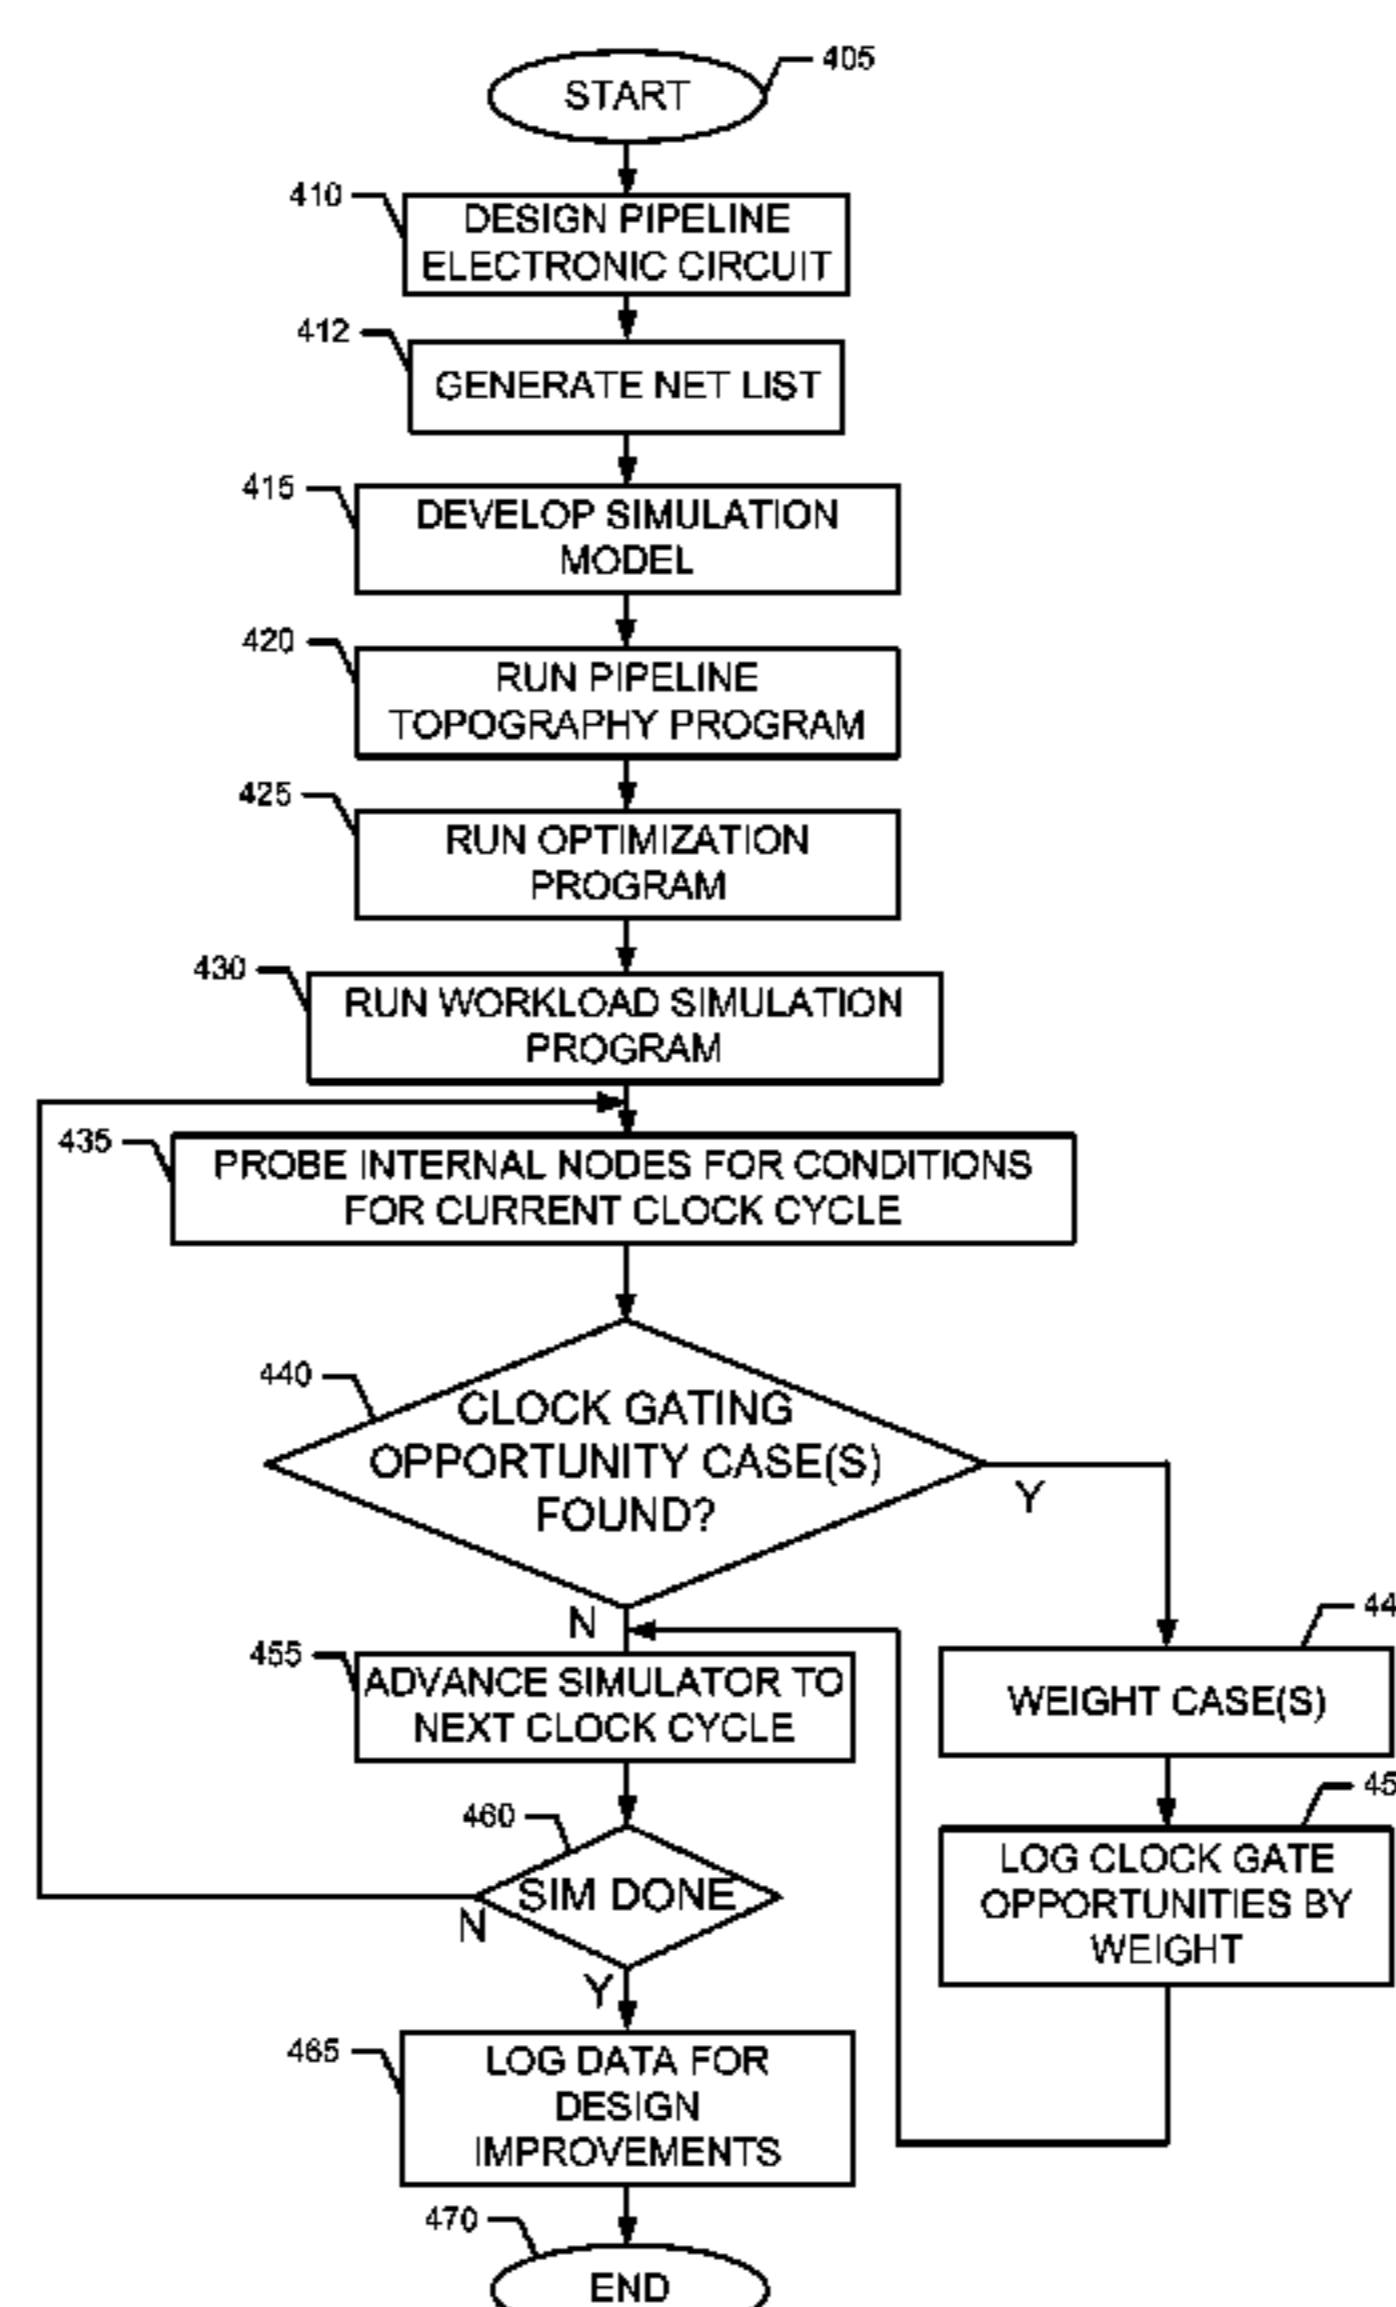 405
START
410
DESIGN PIPELINE
ELECTRONIC CIRCUIT
412
GENERATE NET LIST
415
DEVELOP SIMULATION
MODEL
420
RUN PIPELINE
TOPOGRAPHY PROGRAM
425
RUN OPTIMIZATION
PROGRAM
430
RUN WORKLOAD SIMULATION
PROGRAM
435
PROBE INTERNAL NODES FOR CONDITIONS
FOR CURRENT CLOCK CYCLE
440
CLOCK GATING
OPPORTUNITY CASE(S)
FOUND?
Y
N
44
WEIGHT CASE(S)
455
ADVANCE SIMULATOR TO
NEXT CLOCK CYCLE
45
LOG CLOCK GATE
OPPORTUNITIES BY
WEIGHT
460
SIM DONE
N
Y
465
LOG DATA FOR
DESIGN
IMPROVEMENTS
470
END